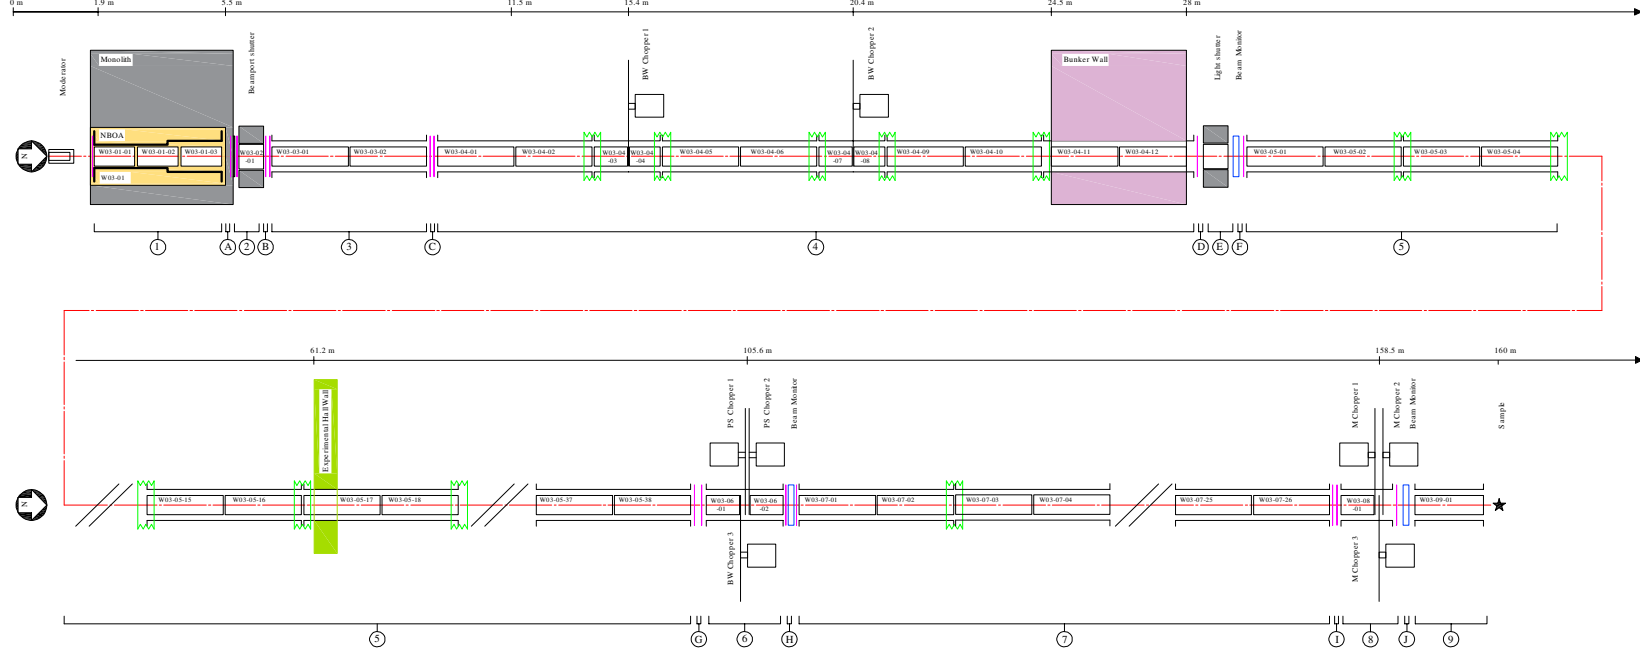 0 m 1.9 m 5.5 m 11.5 m 15.4 m 20.4 m 24.5 m 28 m
Moderator
Monolith
Beamport shutter
BW Chopper 1
BW Chopper 2
Bunker Wall
Light shutter
Beam Monitor
NBOA
N
W03-01-01 W03-01-02 W03-01-03
W03-02
-01
W03-03-01 W03-03-02
W03-04-01 W03-04-02
W03-04
-03
W03-04
-04
W03-04-05 W03-04-06
W03-04
-07
W03-04
-08
W03-04-09 W03-04-10
W03-04-11 W03-04-12
W03-05-01 W03-05-02 W03-05-03 W03-05-04
W03-01
1 A 2 B 3 C 4 D E F 5
61.2 m 105.6 m 158.5 m 160 m
Experimental Hall Wall
PS Chopper 1
PS Chopper 2
Beam Monitor
M Chopper 1
M Chopper 2
Beam Monitor
Sample
N
W03-05-15 W03-05-16 W03-05-17 W03-05-18
W03-05-37 W03-05-38
W03-06
-01
W03-06
-02
W03-07-01 W03-07-02 W03-07-03 W03-07-04
W03-07-25 W03-07-26
W03-08
-01
W03-09-01
BW Chopper 3
M Chopper 3
5 G 6 H 7 I 8 J 9